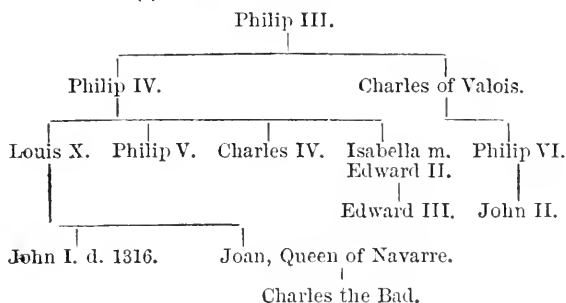 Philip III.
Philip IV. Charles of Valois.
Louis X. Philip V. Charles IV. Isabella m. Philip VI.
Edward II.
Edward III. John II.
John I. d. 1316. Joan, Queen of Navarre.
Charles the Bad.